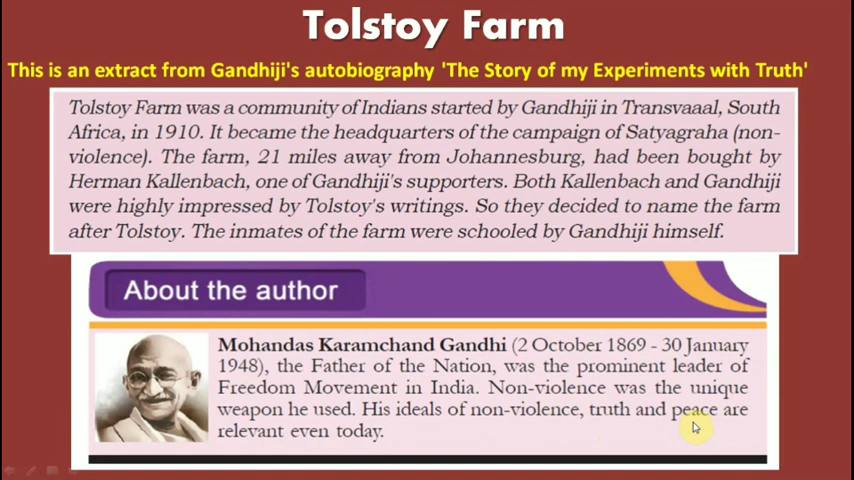 Tolstoy Farm
This is an extract from Gandhiji's autobiography 'The Story of my Experiments with Truth'
Tolstoy Farm was a community of Indians started by Gandhiji in Transvaaal, South
Africa, in 1910. It became the headquarters of the campaign of Satyagraha (non-
violence). The farm, 21 miles away from Johannesburg, had been bought by
Herman Kallenbach, one of Gandhiji's supporters. Both Kallenbach and Gandhiji
were highly impressed by Tolstoy's writings. So they decided to name the farm
after Tolstoy. The inmates of the farm were schooled by Gandhiji himself.
About the author
Mohandas Karamchand Gandhi (2 October 1869 - 30 January
1948), the Father of the Nation, was the prominent leader of
Freedom Movement in India. Non-violence was the unique
weapon he used. His ideals of non-violence, truth and peace are
relevant even today.